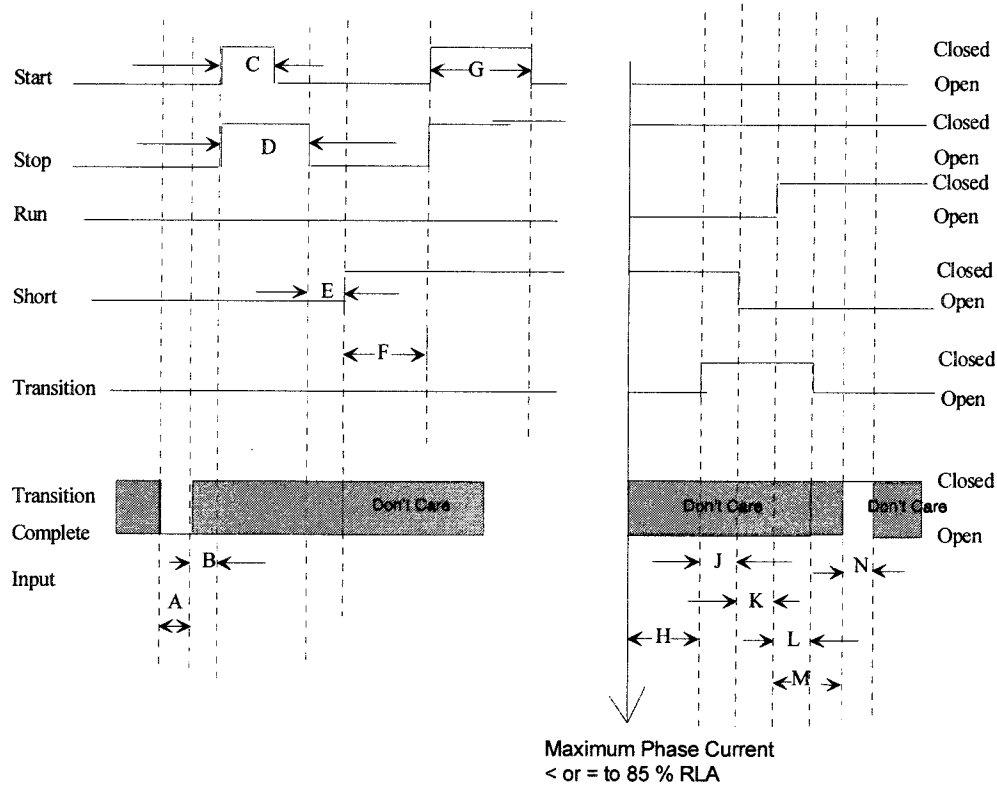 Start
C
G
Closed
Open
Stop
D
Closed
Open
Run
Closed
Open
Short
E
Closed
Open
F
Transition
Closed
Open
Transition
Complete
Input
Don't Care
Don't Care
Don't Care
Closed
Open
B
A
J
N
K
H
L
M
Maximum Phase Current
< or = to 85 % RLA